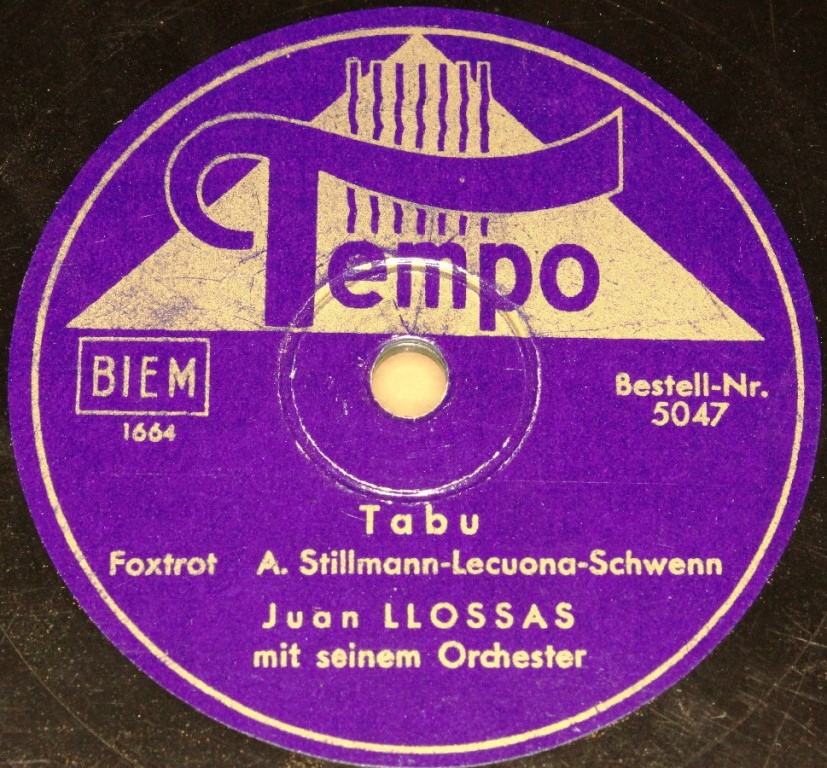 Tempo
BIEM
1664
Bestell-Nr.
5047
Tabu
Foxtrot A. Stillmann-Lecuona-Schwenn
Juan LLOSSAS
mit seinem Orchester